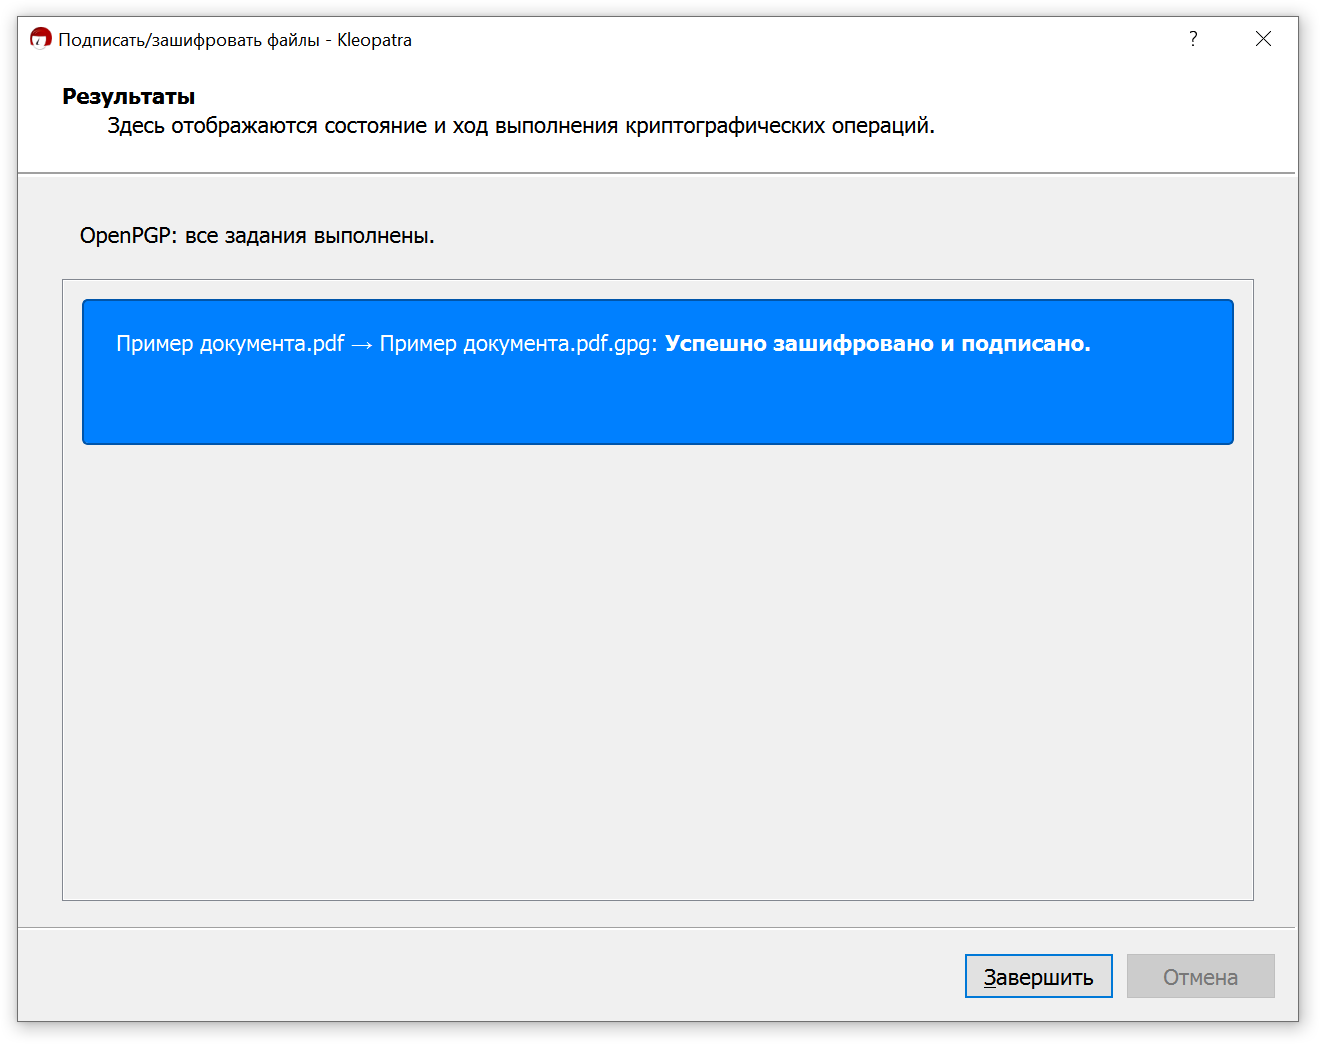 Подписать/зашифровать файлы - Kleopatra
?
Результаты
Здесь отображаются состояние и ход выполнения криптографических операций.
OpenPGP: все задания выполнены.
Пример документа.pdf → Пример документа.pdf.gpg: Успешно зашифровано и подписано.
Завершить Отмена